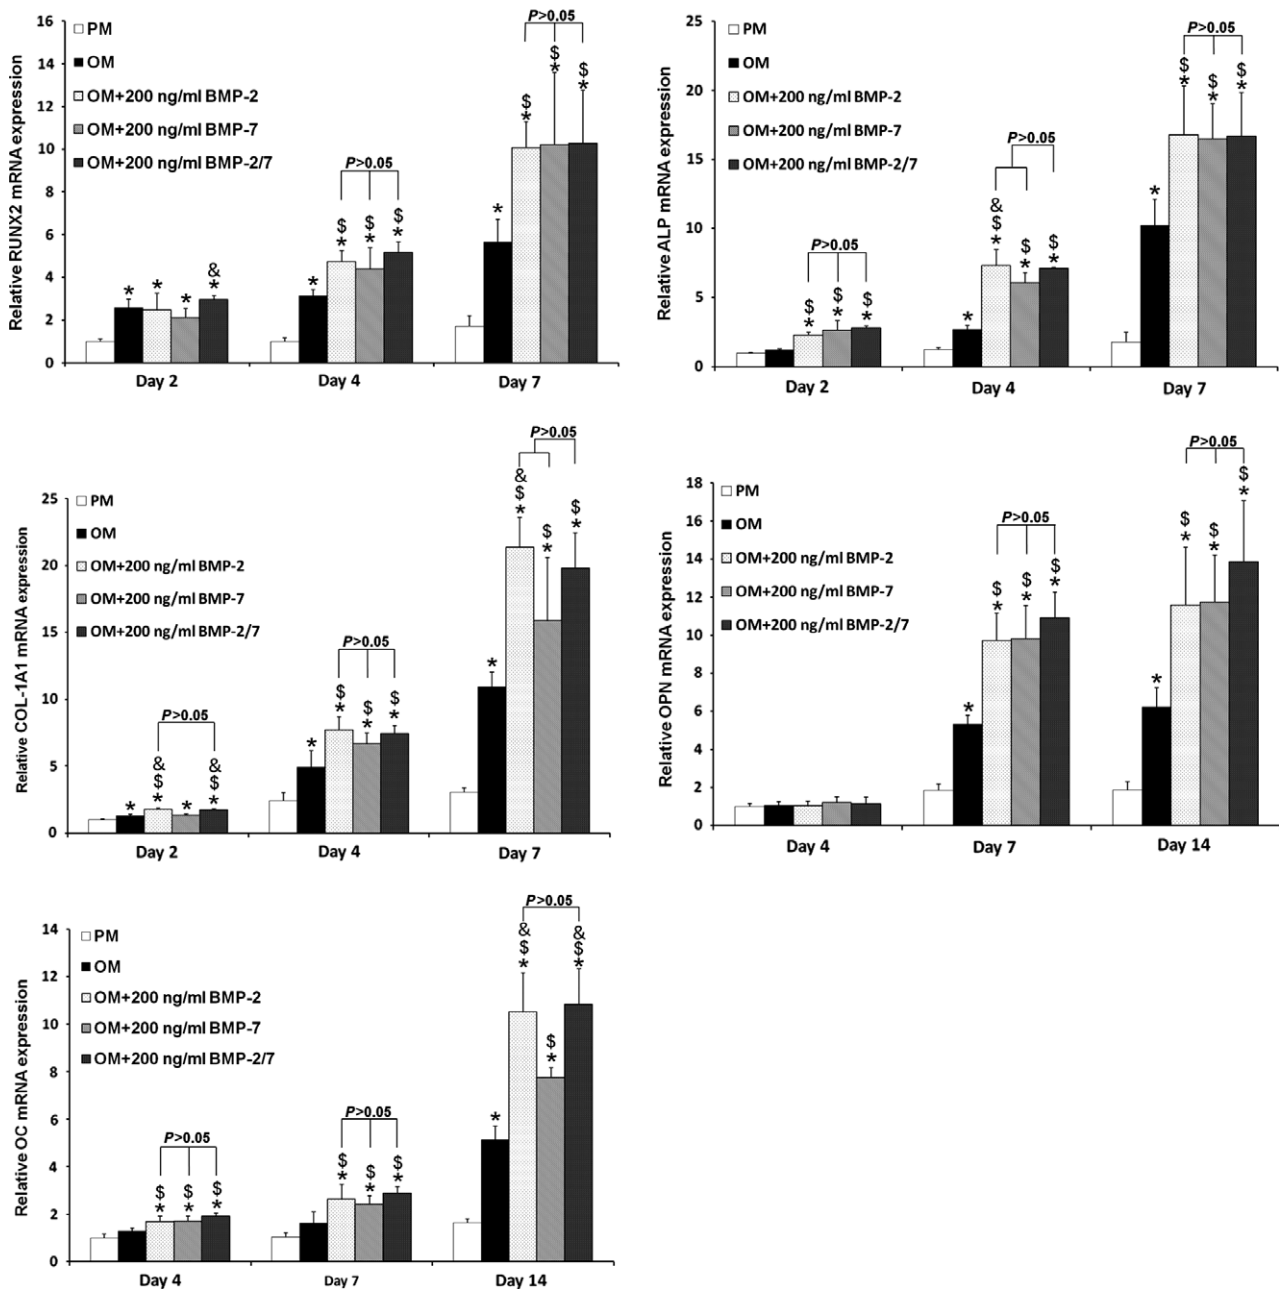 Relative RUNX2 mRNA expression
16
14
12
10
8
6
4
2
0
PM
OM
OM+200 ng/ml BMP-2
OM+200 ng/ml BMP-7
OM+200 ng/ml BMP-2/7
* * * & *
* $ * $ * $ *
P>0.05
* $ * $ * $ *
P>0.05
Day 2 Day 4 Day 7
Relative ALP mRNA expression
25
20
15
10
5
0
PM
OM
OM+200 ng/ml BMP-2
OM+200 ng/ml BMP-7
OM+200 ng/ml BMP-2/7
P>0.05
$ * $ * $ *
P>0.05
* & $ * $ * $ *
P>0.05
* $ * $ * $ *
Day 2 Day 4 Day 7
Relative COL-1A1 mRNA expression
25
20
15
10
5
0
PM
OM
OM+200 ng/ml BMP-2
OM+200 ng/ml BMP-7
OM+200 ng/ml BMP-2/7
P>0.05
* & $ * * & $ *
P>0.05
* $ * $ * $ *
P>0.05
* & $ * $ * $ *
Day 2 Day 4 Day 7
Relative OPN mRNA expression
18
16
14
12
10
8
6
4
2
0
PM
OM
OM+200 ng/ml BMP-2
OM+200 ng/ml BMP-7
OM+200 ng/ml BMP-2/7
P>0.05
* $ * $ * $ *
P>0.05
* $ * $ * $ *
Day 4 Day 7 Day 14
Relative OC mRNA expression
14
12
10
8
6
4
2
0
PM
OM
OM+200 ng/ml BMP-2
OM+200 ng/ml BMP-7
OM+200 ng/ml BMP-2/7
P>0.05
$ * $ * $ *
P>0.05
$ * $ * $ *
P>0.05
* & $ * $ * & $ *
Day 4 Day 7 Day 14